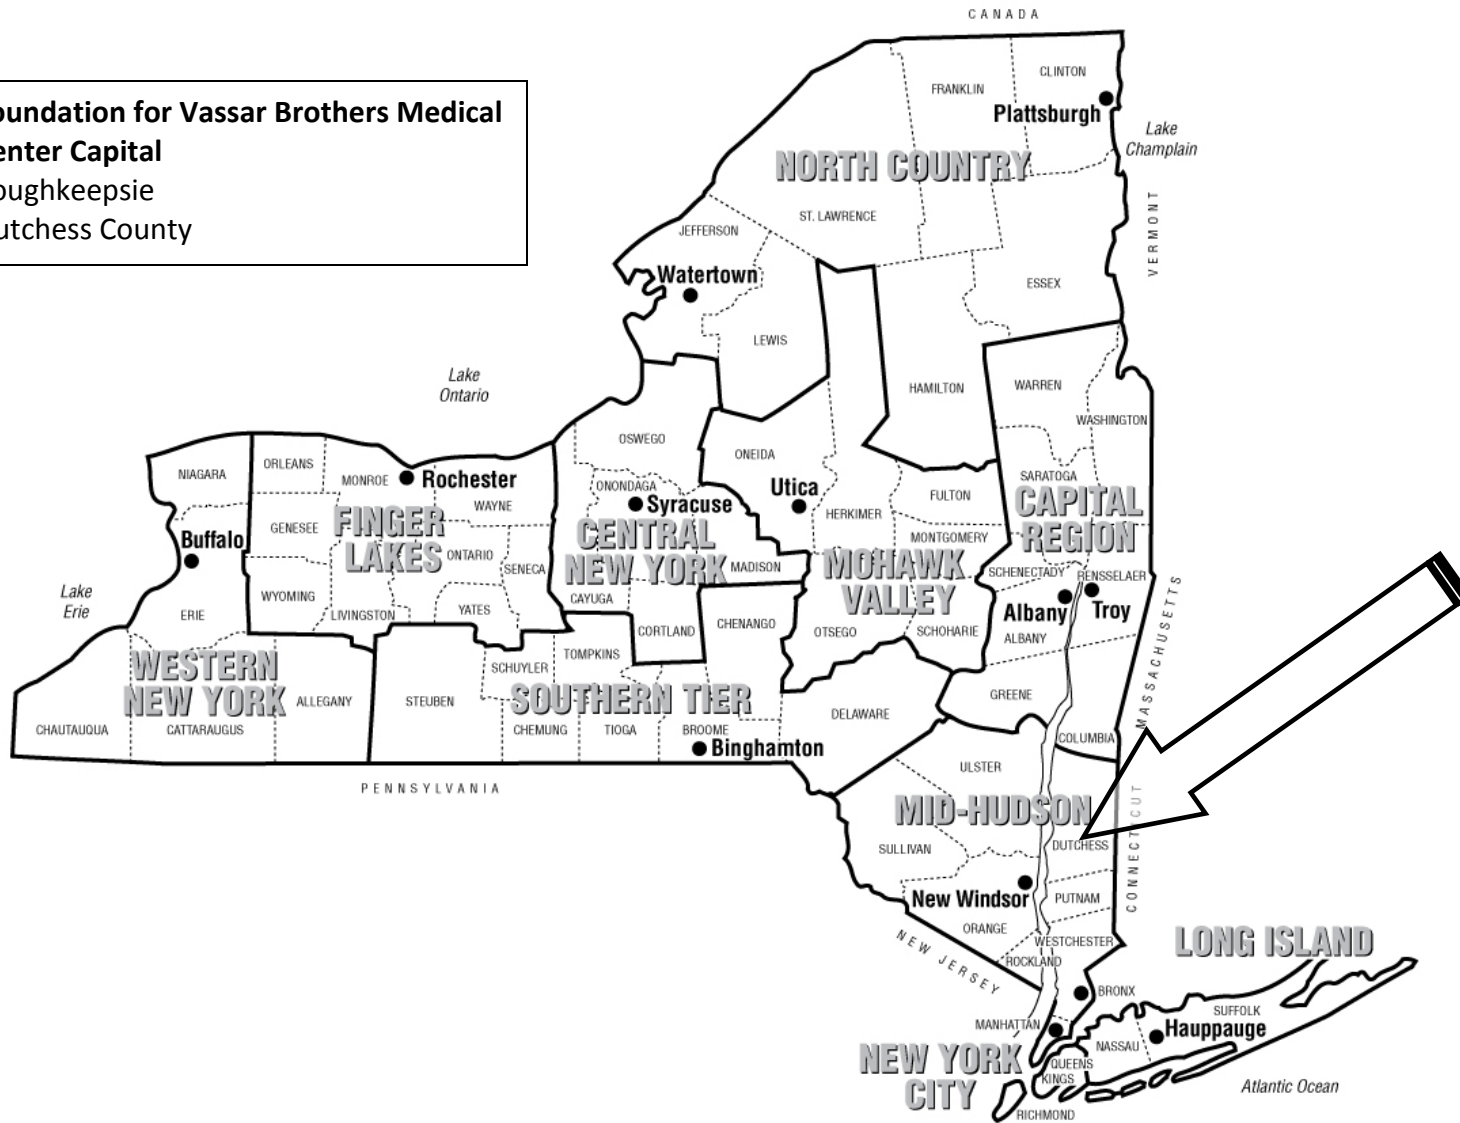 CANADA
oundation for Vassar Brothers Medical
enter Capital
oughkeepsie
utchess County
CLINTON
FRANKLIN
Plattsburgh
Lake
Champlain
NORTH COUNTRY
VERMONT
ST. LAWRENCE
JEFFERSON
Watertown
ESSEX
LEWIS
Lake
Ontario
HAMILTON
WARREN
WASHINGTON
OSWEGO
ONEIDA
NIAGARA
ORLEANS
MONROE
Rochester
WAYNE
ONONDAGA
Syracuse
Utica
HERKIMER
FULTON
SARATOGA
CAPITAL
REGION
GENESEE
FINGER
LAKES
Buffalo
ONTARIO
SENECA
CENTRAL
NEW YORK
MADISON
MONTGOMERY
MOHAWK
VALLEY
SCHENECTADY
RENSSELAER
Lake
Erie
ERIE
WYOMING
LIVINGSTON
YATES
CAYUGA
CORTLAND
CHENANGO
OTSEGO
SCHOHARIE
Albany
Troy
ALBANY
MASSACHUSETTS
WESTERN
NEW YORK
ALLEGANY
STEUBEN
SCHUYLER
TOMPKINS
SOUTHERN TIER
CHAUTAUQUA
CATTARAUGUS
CHEMUNG
TIOGA
BROOME
Binghamton
DELAWARE
GREENE
COLUMBIA
PENNSYLVANIA
ULSTER
MID-HUDSON
CONNECTICUT
SULLIVAN
DUTCHESS
New Windsor
PUTNAM
ORANGE
NEW JERSEY
WESTCHESTER
ROCKLAND
LONG ISLAND
BRONX
MANHATTAN
SUFFOLK
Hauppauge
NASSAU
NEW YORK
CITY
QUEENS
KINGS
RICHMOND
Atlantic Ocean